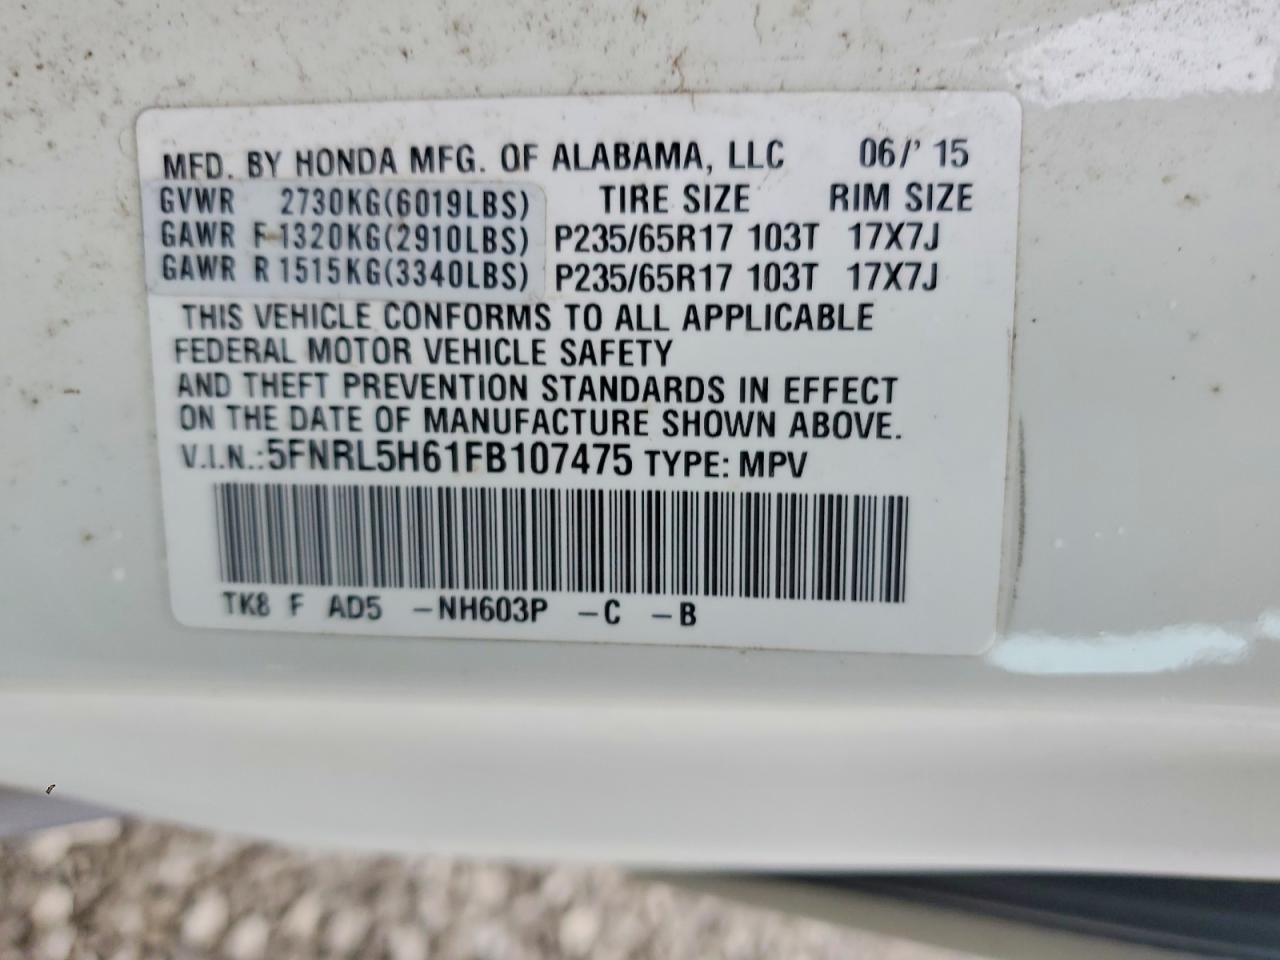 MFD. BY HONDA MFG. OF ALABAMA, LLC 06/' 15
GVWR 2730KG(6019LBS) TIRE SIZE RIM SIZE
GAWR F 1320KG(2910LBS) P235/65R17 103T 17X7J
GAWR R 1515KG(3340LBS) P235/65R17 103T 17X7J
THIS VEHICLE CONFORMS TO ALL APPLICABLE
FEDERAL MOTOR VEHICLE SAFETY
AND THEFT PREVENTION STANDARDS IN EFFECT
ON THE DATE OF MANUFACTURE SHOWN ABOVE.
V.I.N.:5FNRL5H61FB107475 TYPE: MPV
TK8 F AD5 -NH603P -C -B